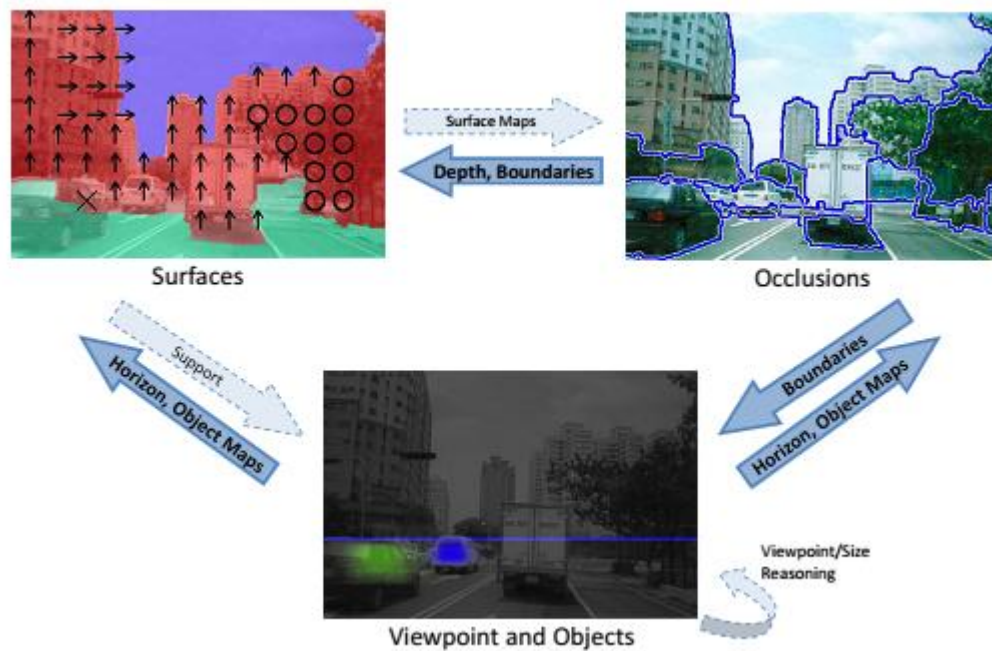 Surface Maps
Depth, Boundaries
Surfaces
Occlusions
Support
Horizon, Object Maps
Boundaries
Horizon, Object Maps
Viewpoint/Size
Reasoning
Viewpoint and Objects